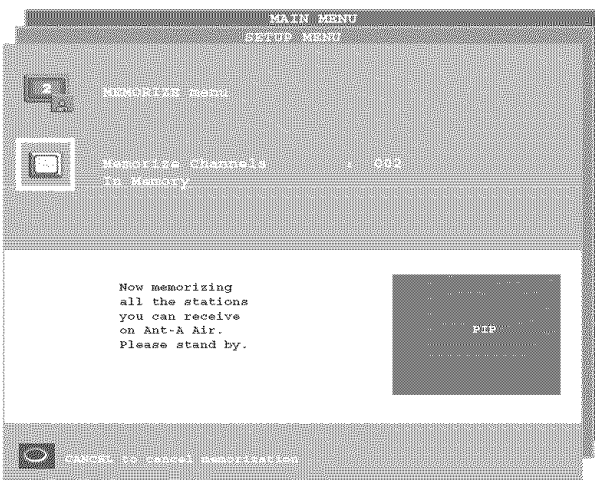 MAIN MENU
SETUP MENU
2
MEMORIZE menu
Memorize Channels : 002
In Memory
Now memorizing
all the stations
you can receive
on Ant-A Air.
Please stand by.
PIP
CANCEL to cancel memorization